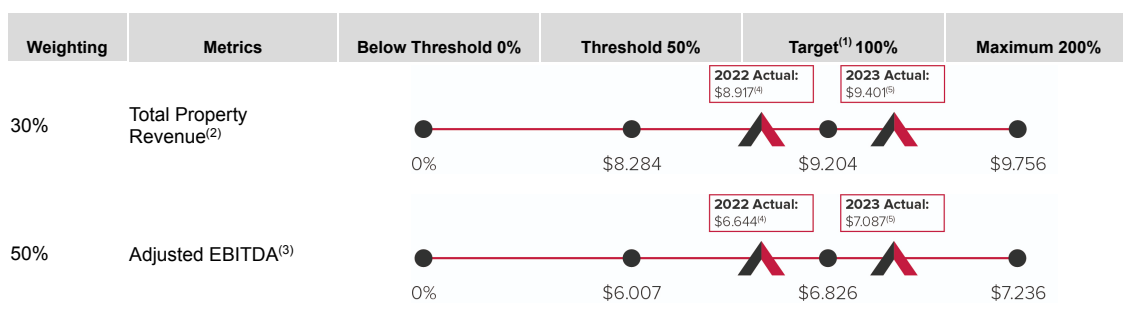 Weighting Metrics Below Threshold 0% Threshold 50% Target(1) 100% Maximum 200%
2022 Actual: 2023 Actual:
$8.917(4) $9.401(5)
30% Total Property
Revenue(2)
0% $8.284 $9.204 $9.756
2022 Actual: 2023 Actual:
$6.644(4) $7.087(5)
50% Adjusted EBITDA(3)
0% $6.007 $6.826 $7.236